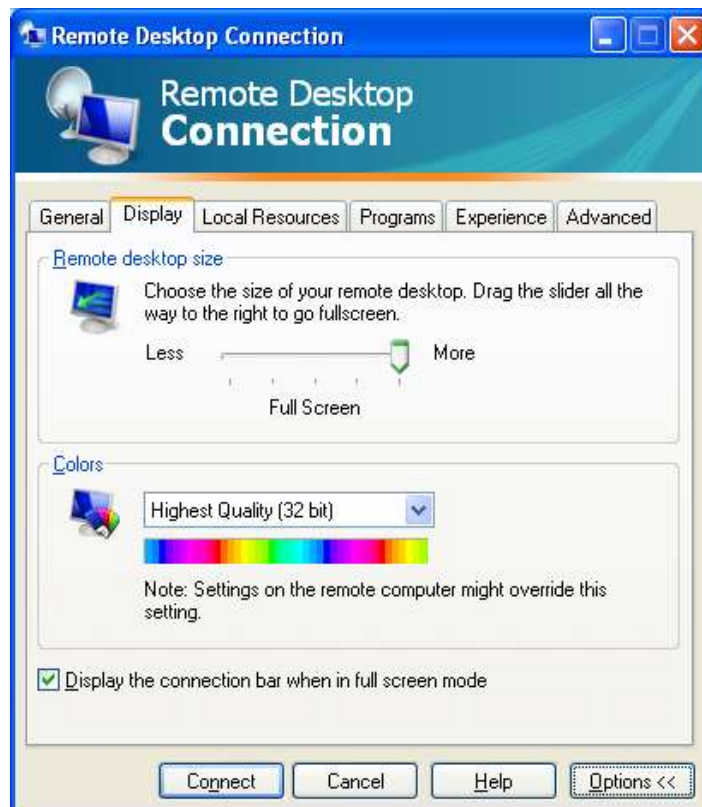 Remote Desktop Connection
Remote Desktop
Connection
General Display Local Resources Programs Experience Advanced
Remote desktop size
Choose the size of your remote desktop. Drag the slider all the
way to the right to go fullscreen.
Less More
Full Screen
Colors
Highest Quality (32 bit)
Note: Settings on the remote computer might override this
setting.
Display the connection bar when in full screen mode
Connect Cancel Help Options <<